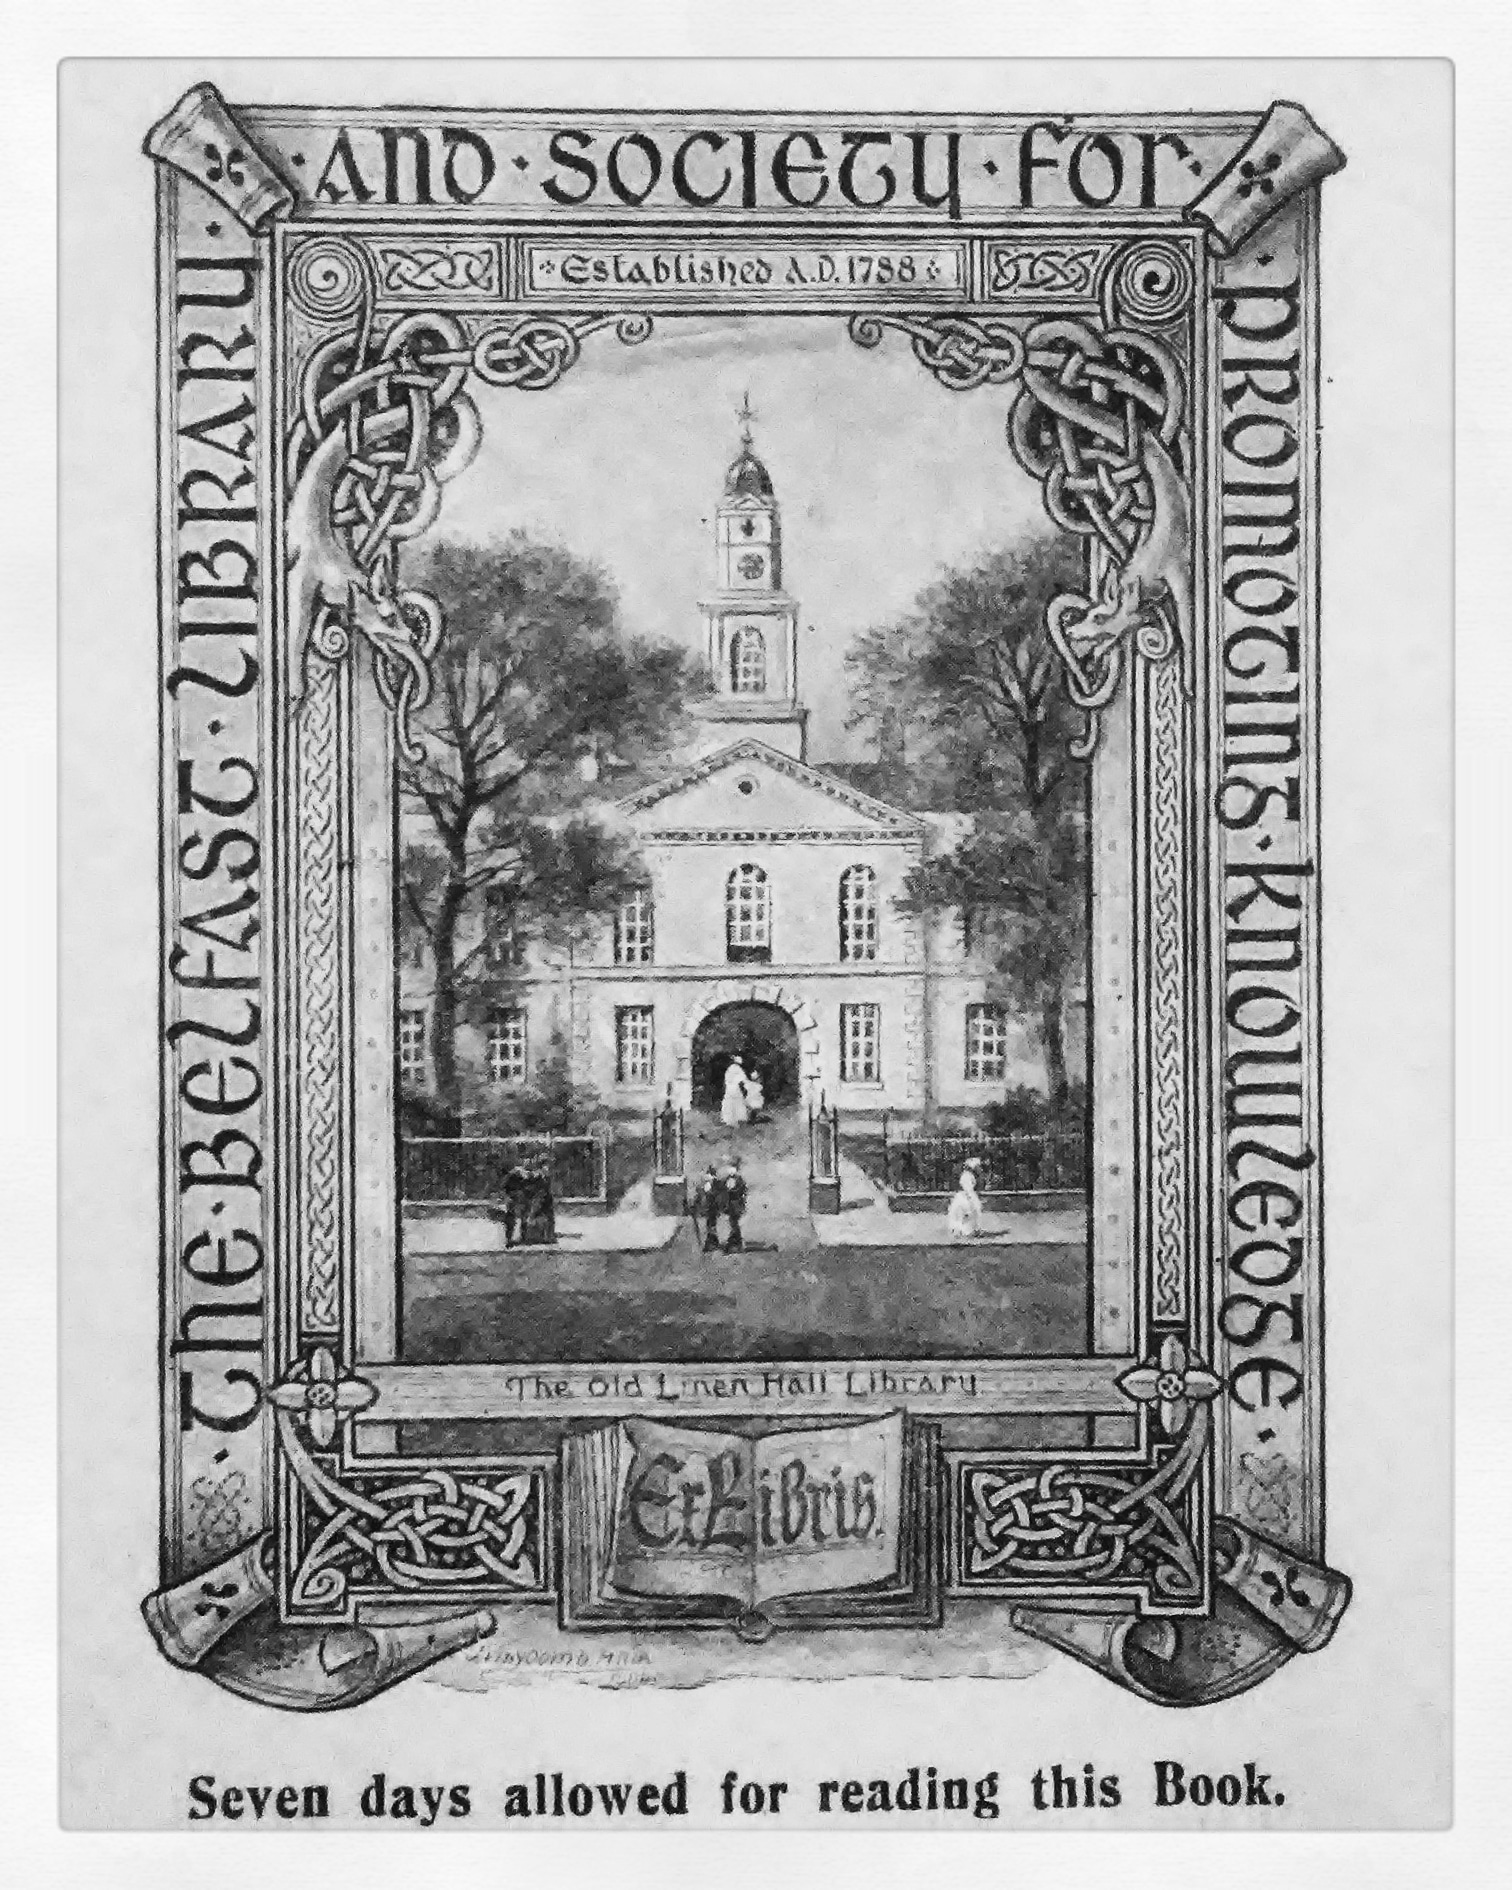 THE · BELFAST · LIBRARY ·
· AND · SOCIETY · FOR ·
· PROMOTING · KNOWLEDGE ·
Established A.D. 1788
The Old Linen Hall Library
Ex Libris.
Seven days allowed for reading this Book.